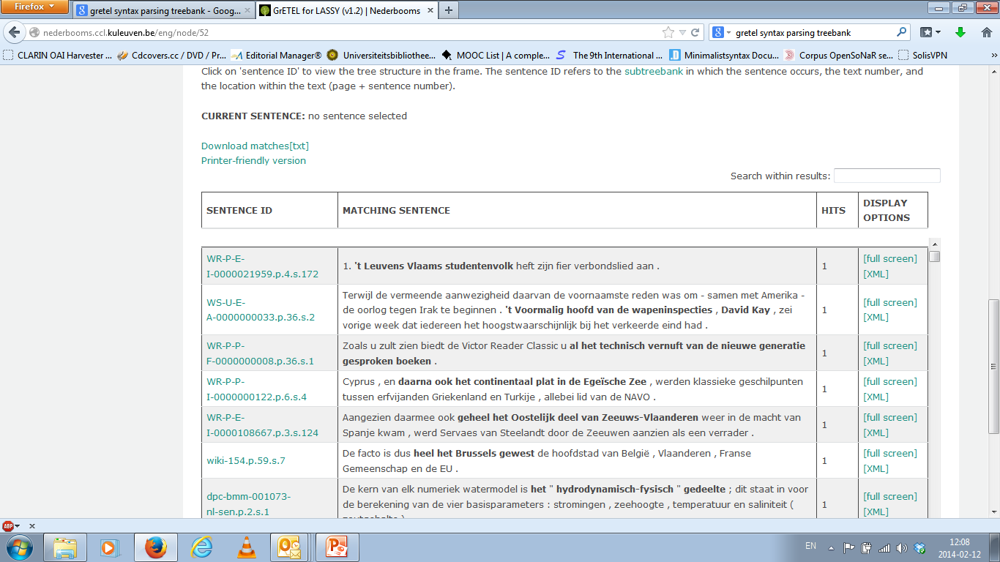 Firefox
gretel syntax parsing treebank - Goog...
GrETEL for LASSY (v1.2) | Nederbooms
nederbooms.ccl.kuleuven.be/eng/node/52
gretel syntax parsing treebank
CLARIN OAI Harvester ...
Cdcovers.cc / DVD / Pr...
Editorial Manager®
Universiteitsbibliothee...
MOOC List | A comple...
The 9th International ...
Minimalistsyntax Docu...
Corpus OpenSoNaR se...
SolisVPN
Click on 'sentence ID' to view the tree structure in the frame. The sentence ID refers to the subtreebank in which the sentence occurs, the text number, and
the location within the text (page + sentence number).
CURRENT SENTENCE: no sentence selected
Download matches[txt]
Printer-friendly version
Search within results:
SENTENCE ID
MATCHING SENTENCE
HITS
DISPLAY
OPTIONS
WR-P-E-
I-0000021959.p.4.s.172
1. 't Leuvens Vlaams studentenvolk heft zijn fier verbondslied aan .
1
[full screen]
[XML]
WS-U-E-
A-0000000033.p.36.s.2
Terwijl de vermeende aanwezigheid daarvan de voornaamste reden was om - samen met Amerika -
de oorlog tegen Irak te beginnen . 't Voormalig hoofd van de wapeninspecties , David Kay , zei
vorige week dat iedereen het hoogstwaarschijnlijk bij het verkeerde eind had .
1
[full screen]
[XML]
WR-P-P-
F-0000000008.p.36.s.1
Zoals u zult zien biedt de Victor Reader Classic u al het technisch vernuft van de nieuwe generatie
gesproken boeken .
1
[full screen]
[XML]
WR-P-P-
I-0000000122.p.6.s.4
Cyprus , en daarna ook het continentaal plat in de Egeïsche Zee , werden klassieke geschilpunten
tussen erfvijanden Griekenland en Turkije , allebei lid van de NAVO .
1
[full screen]
[XML]
WR-P-E-
I-0000108667.p.3.s.124
Aangezien daarmee ook geheel het Oostelijk deel van Zeeuws-Vlaanderen weer in de macht van
Spanje kwam , werd Servaes van Steelandt door de Zeeuwen aanzien als een verrader .
1
[full screen]
[XML]
wiki-154.p.59.s.7
De facto is dus heel het Brussels gewest de hoofdstad van België , Vlaanderen , Franse
Gemeenschap en de EU .
1
[full screen]
[XML]
dpc-bmm-001073-
nl-sen.p.2.s.1
De kern van elk numeriek watermodel is het " hydrodynamisch-fysisch " gedeelte ; dit staat in voor
de berekening van de vier basisparameters : stromingen , zeehoogte , temperatuur en saliniteit (
1
[full screen]
[XML]
ABP
EN
12:08
2014-02-12